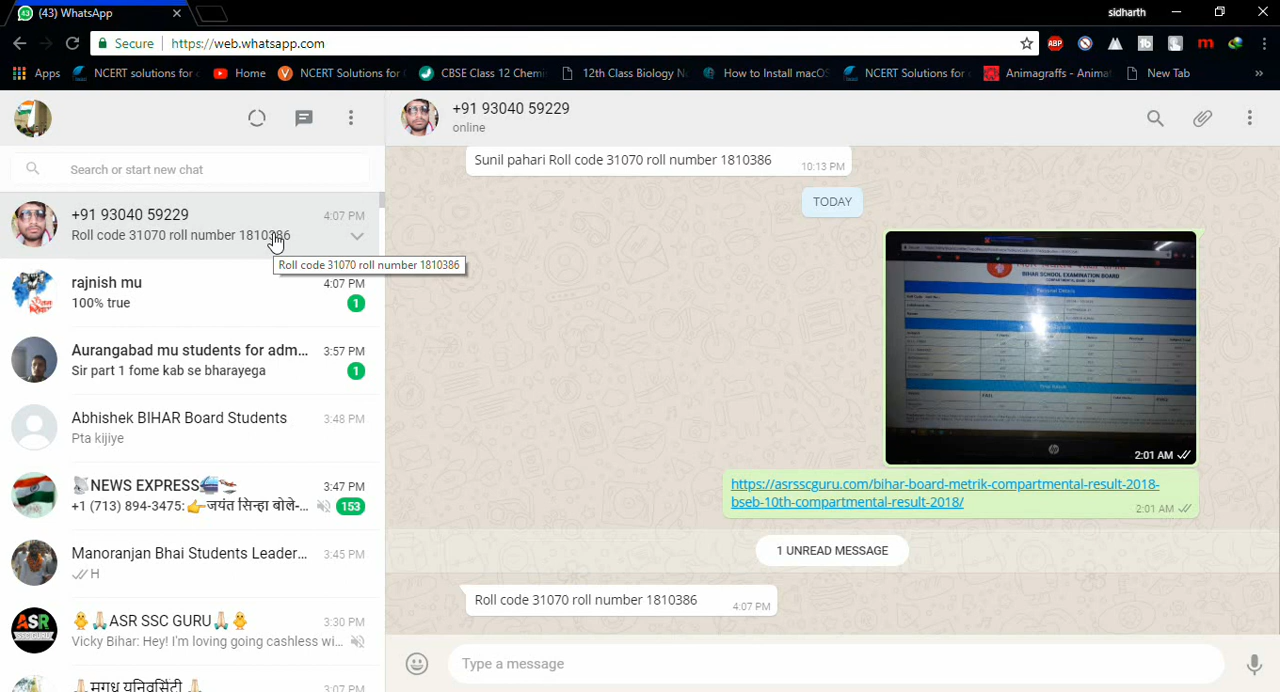 (43) WhatsApp
sidharth
Secure
https://web.whatsapp.com
ABP
Apps
NCERT solutions for c
Home
NCERT Solutions for
CBSE Class 12 Chemi
12th Class Biology N
How to Install macOS
NCERT Solutions for
Animagraffs - Animat
New Tab
»
+91 93040 59229
online
Search or start new chat
+91 93040 59229
4:07 PM
Roll code 31070 roll number 1810386
Roll code 31070 roll number 1810386
rajnish mu
4:07 PM
100% true
1
Aurangabad mu students for adm...
3:57 PM
Sir part 1 fome kab se bharayega
1
Abhishek BIHAR Board Students
3:48 PM
Pta kijiye
NEWS EXPRESS
3:47 PM
+1 (713) 894-3475: 👉जयंत सिन्हा बोले-...
153
Manoranjan Bhai Students Leader...
3:45 PM
H
ASR
🐥🙏🏻ASR SSC GURU🙏🏻🐥
3:30 PM
Vicky Bihar: Hey! I'm loving going cashless wi...
🙏🏻मगध यूनिवर्सिटी🙏🏻
3:07 PM
Sunil pahari Roll code 31070 roll number 1810386
10:13 PM
TODAY
BIHAR SCHOOL EXAMINATION BOARD
2:01 AM
https://asrsscguru.com/bihar-board-metrik-compartmental-result-2018-
bseb-10th-compartmental-result-2018/
2:01 AM
1 UNREAD MESSAGE
Roll code 31070 roll number 1810386
4:07 PM
Type a message